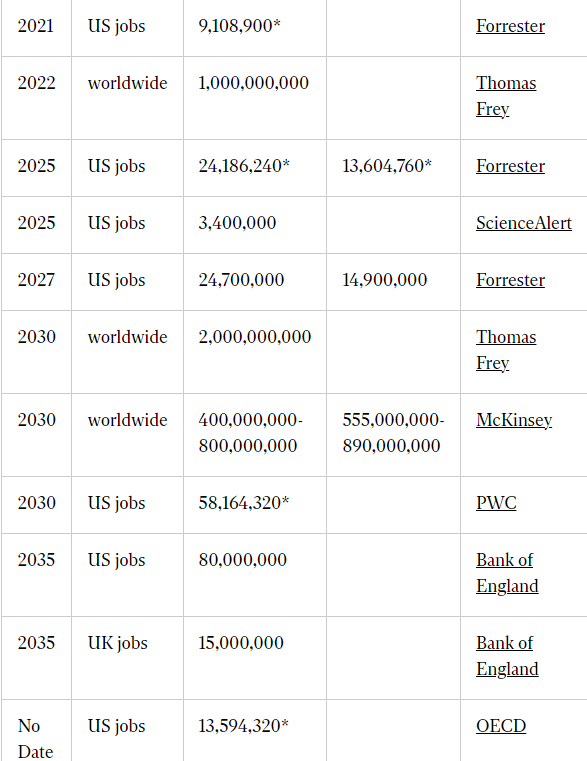 2021 US jobs 9,108,900* Forrester
2022 worldwide 1,000,000,000 Thomas
Frey
2025 US jobs 24,186,240* 13,604,760* Forrester
2025 US jobs 3,400,000 ScienceAlert
2027 US jobs 24,700,000 14,900,000 Forrester
2030 worldwide 2,000,000,000 Thomas
Frey
2030 worldwide 400,000,000- 555,000,000- McKinsey
800,000,000 890,000,000
2030 US jobs 58,164,320* PWC
2035 US jobs 80,000,000 Bank of
England
2035 UK jobs 15,000,000 Bank of
England
No US jobs 13,594,320* OECD
Date